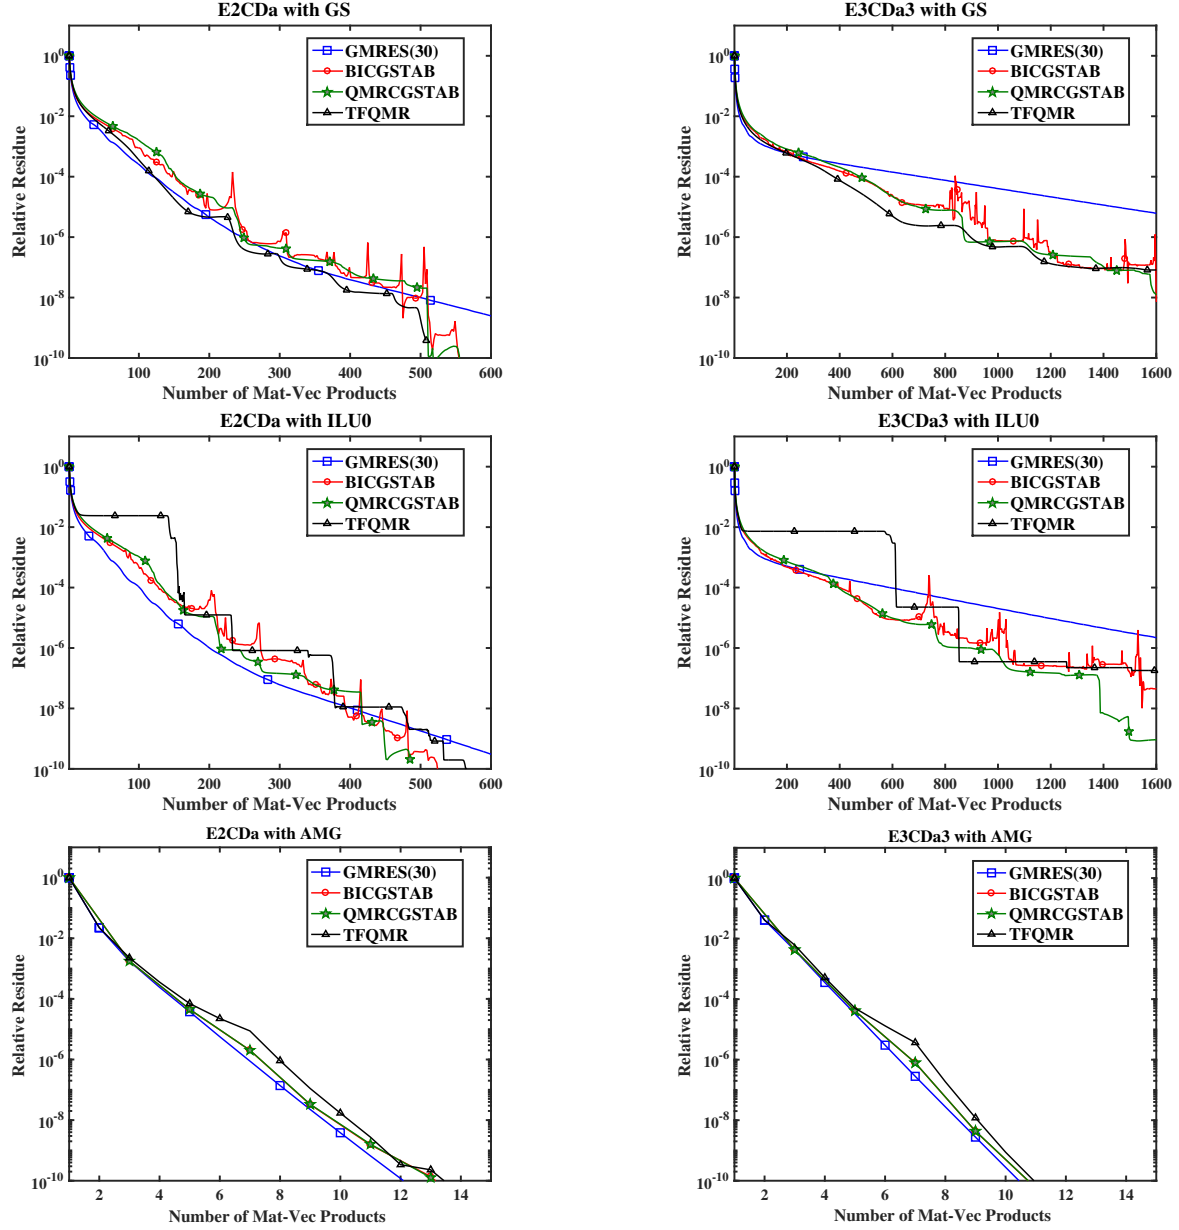 E2CDa with GS
Relative Residue
10^0
10^-2
10^-4
10^-6
10^-8
10^-10
GMRES(30)
BICGSTAB
QMRCGSTAB
TFQMR
100 200 300 400 500 600
Number of Mat-Vec Products
E3CDa3 with GS
Relative Residue
10^0
10^-2
10^-4
10^-6
10^-8
10^-10
GMRES(30)
BICGSTAB
QMRCGSTAB
TFQMR
200 400 600 800 1000 1200 1400 1600
Number of Mat-Vec Products
E2CDa with ILU0
Relative Residue
10^0
10^-2
10^-4
10^-6
10^-8
10^-10
GMRES(30)
BICGSTAB
QMRCGSTAB
TFQMR
100 200 300 400 500 600
Number of Mat-Vec Products
E3CDa3 with ILU0
Relative Residue
10^0
10^-2
10^-4
10^-6
10^-8
10^-10
GMRES(30)
BICGSTAB
QMRCGSTAB
TFQMR
200 400 600 800 1000 1200 1400 1600
Number of Mat-Vec Products
E2CDa with AMG
Relative Residue
10^0
10^-2
10^-4
10^-6
10^-8
10^-10
GMRES(30)
BICGSTAB
QMRCGSTAB
TFQMR
2 4 6 8 10 12 14
Number of Mat-Vec Products
E3CDa3 with AMG
Relative Residue
10^0
10^-2
10^-4
10^-6
10^-8
10^-10
GMRES(30)
BICGSTAB
QMRCGSTAB
TFQMR
2 4 6 8 10 12 14
Number of Mat-Vec Products